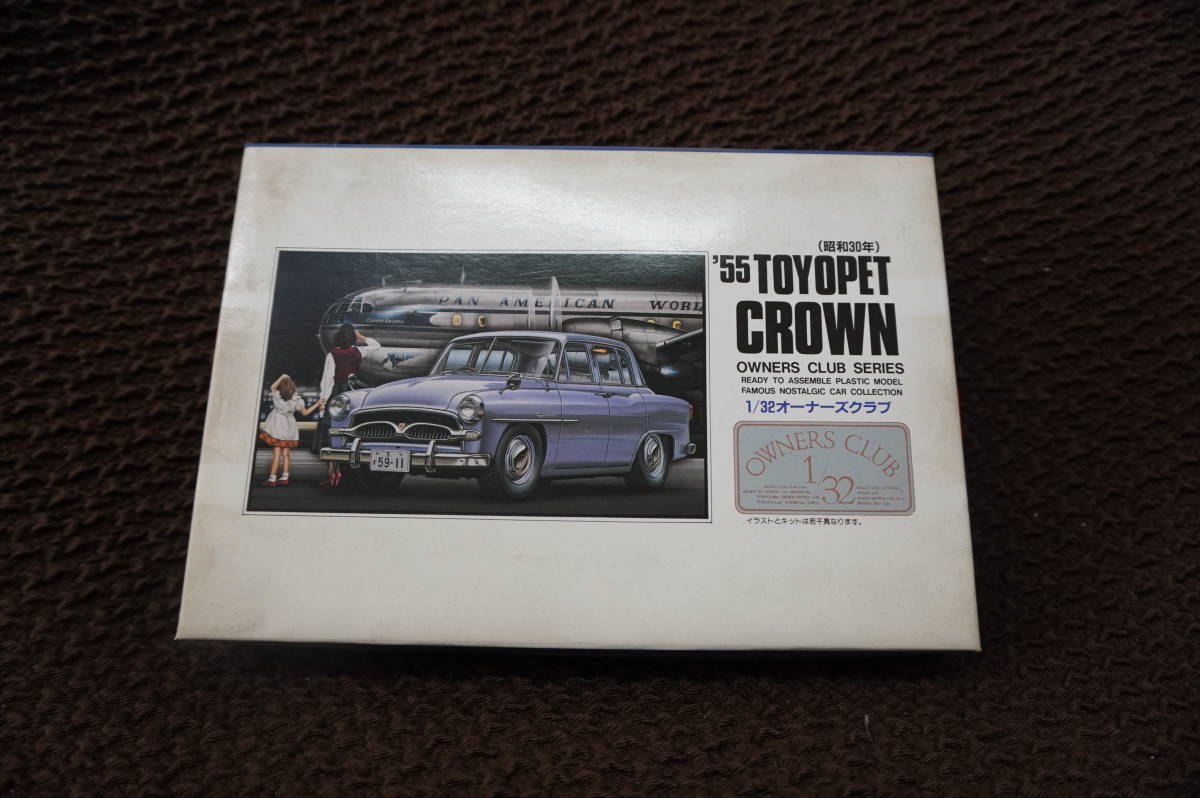 (昭和30年)
'55 TOYOPET
CROWN
OWNERS CLUB SERIES
READY TO ASSEMBLE PLASTIC MODEL
FAMOUS NOSTALGIC CAR COLLECTION
1/32オーナーズクラブ
OWNERS CLUB
1/32
イラストとキットは若干異なります。
PAN AMERICAN WORL
59-11